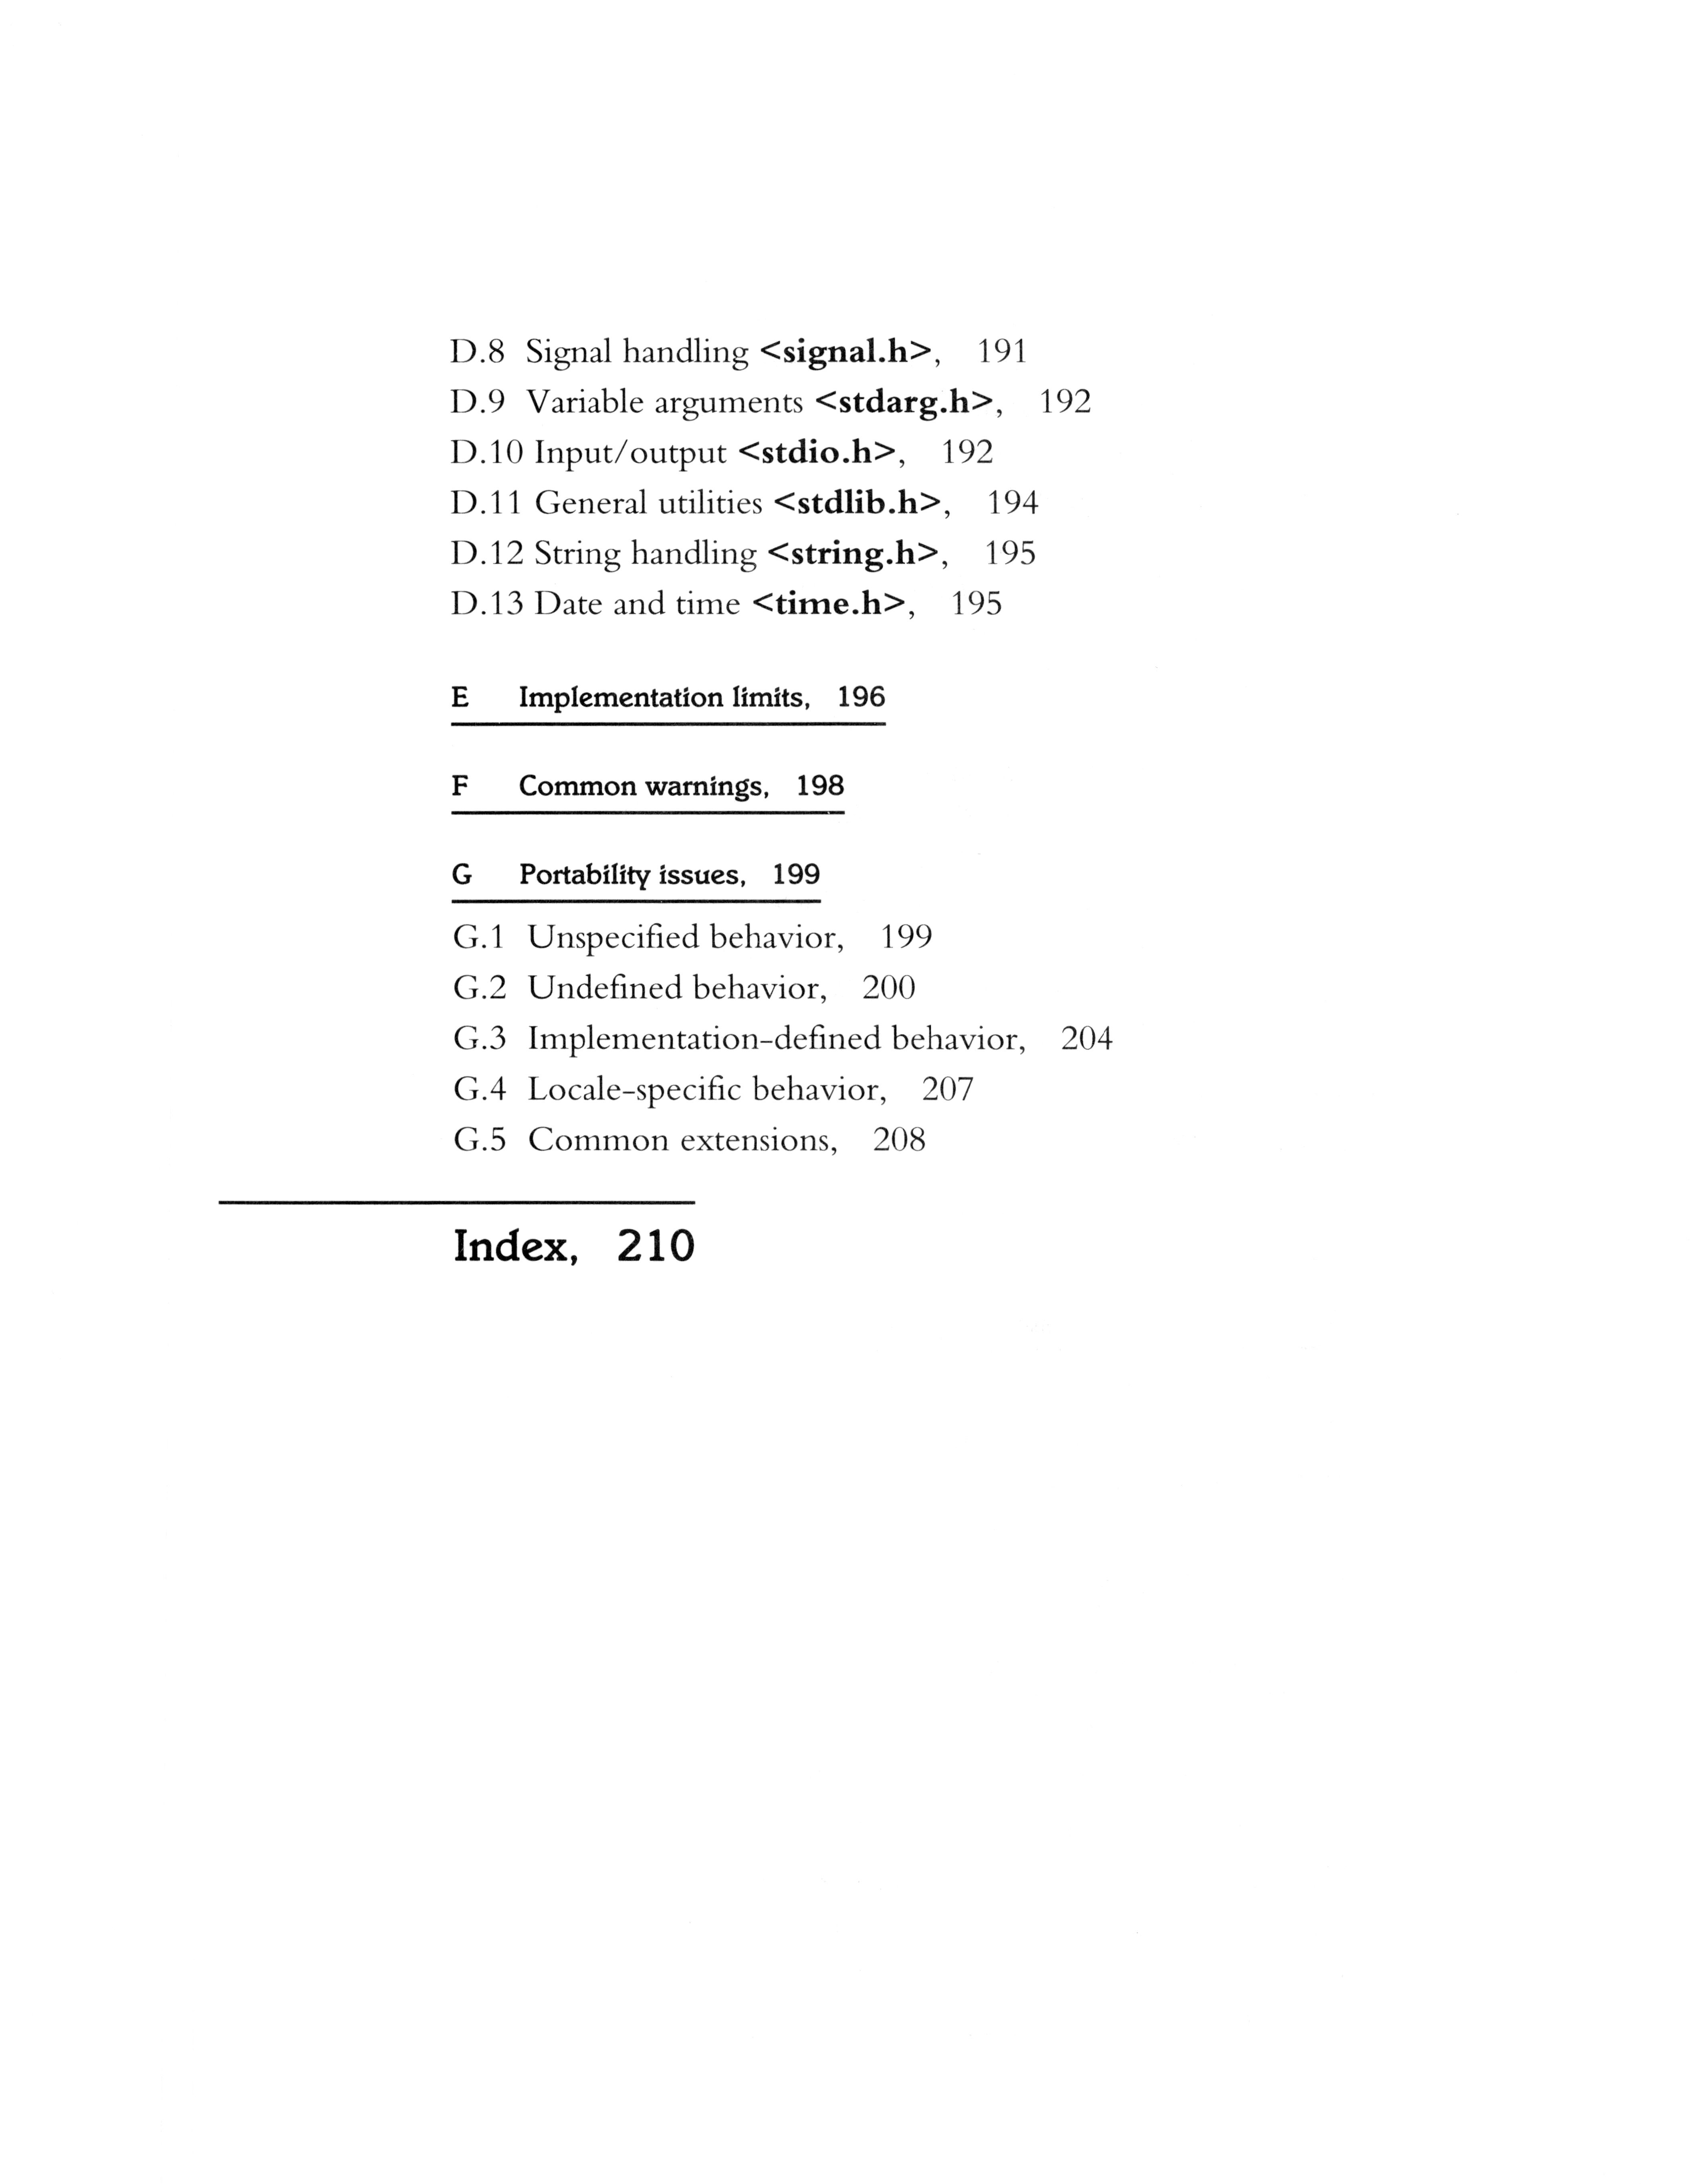 D.8 Signal handling <signal.h>, 191
D.9 Variable arguments <stdarg.h>, 192
D.10 Input/output <stdio.h>, 192
D.11 General utilities <stdlib.h>, 194
D.12 String handling <string.h>, 195
D.13 Date and time <time.h>, 195
E Implementation limits, 196
F Common warnings, 198
G Portability issues, 199
G.1 Unspecified behavior, 199
G.2 Undefined behavior, 200
G.3 Implementation-defined behavior, 204
G.4 Locale-specific behavior, 207
G.5 Common extensions, 208
Index, 210